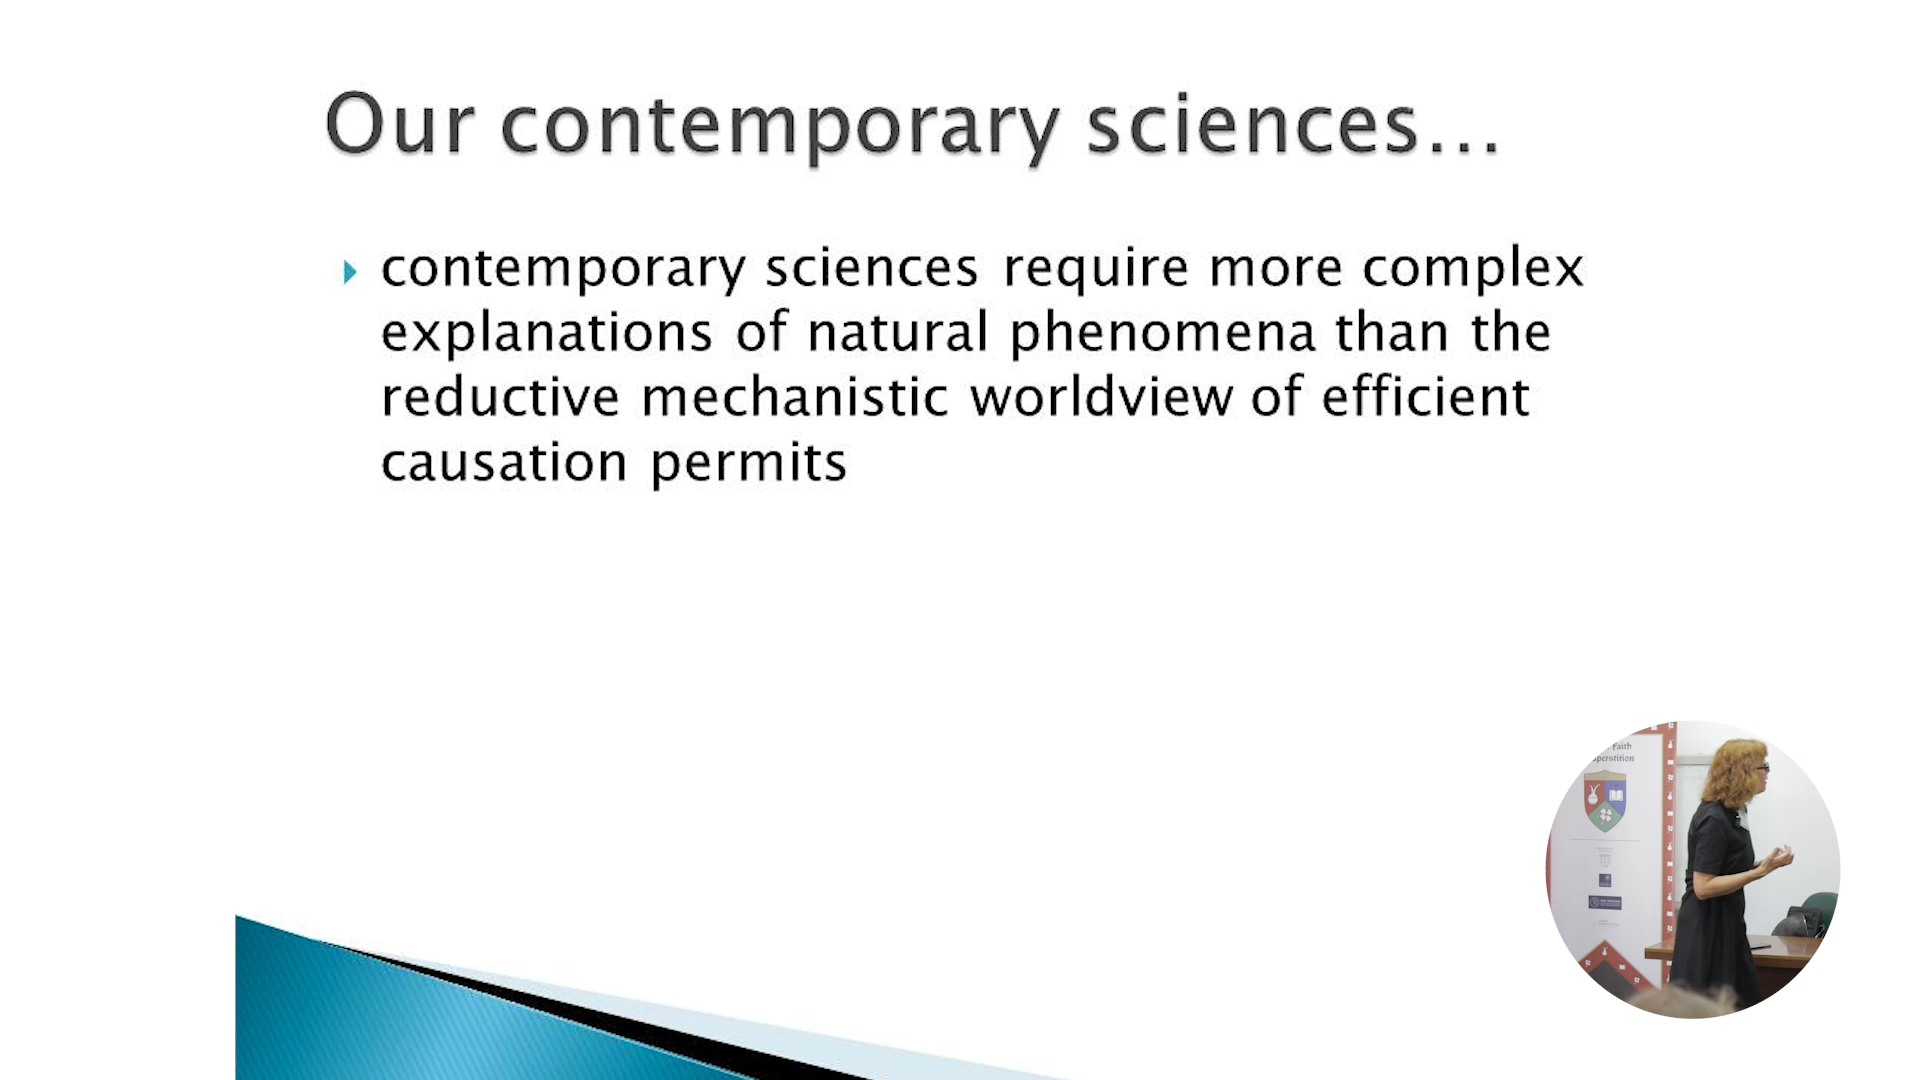 Our contemporary sciences...
contemporary sciences require more complex
explanations of natural phenomena than the
reductive mechanistic worldview of efficient
causation permits
Faith